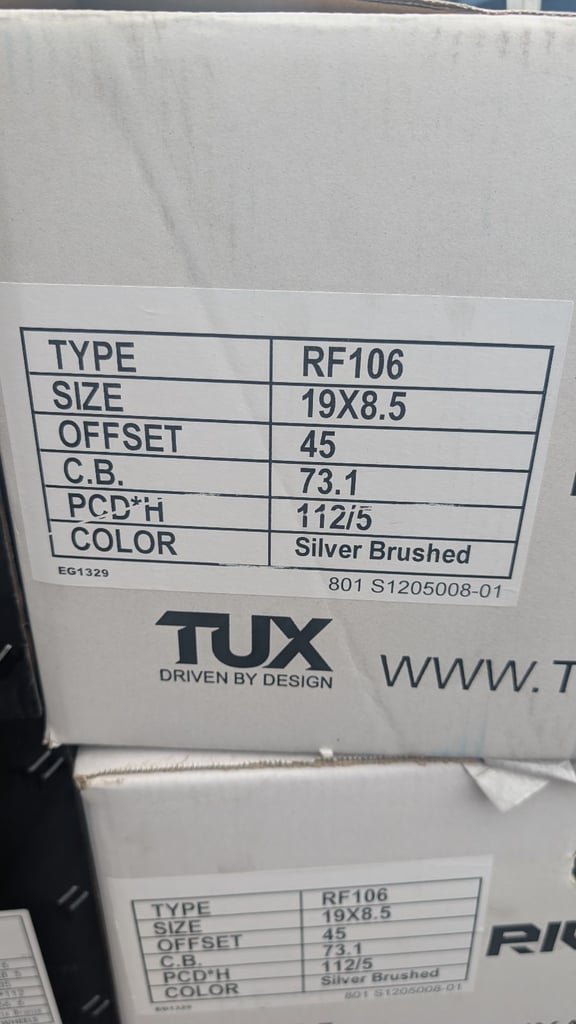 TYPE RF106
SIZE 19X8.5
OFFSET 45
C.B. 73.1
PCD*H 112/5
COLOR Silver Brushed
EG1329 801 S1205008-01
TUX
DRIVEN BY DESIGN
WWW.T
TYPE RF106
SIZE 19X8.5
OFFSET 45
C.B. 73.1
PCD*H 112/5
COLOR Silver Brushed
EG1329 801 S1205008-01